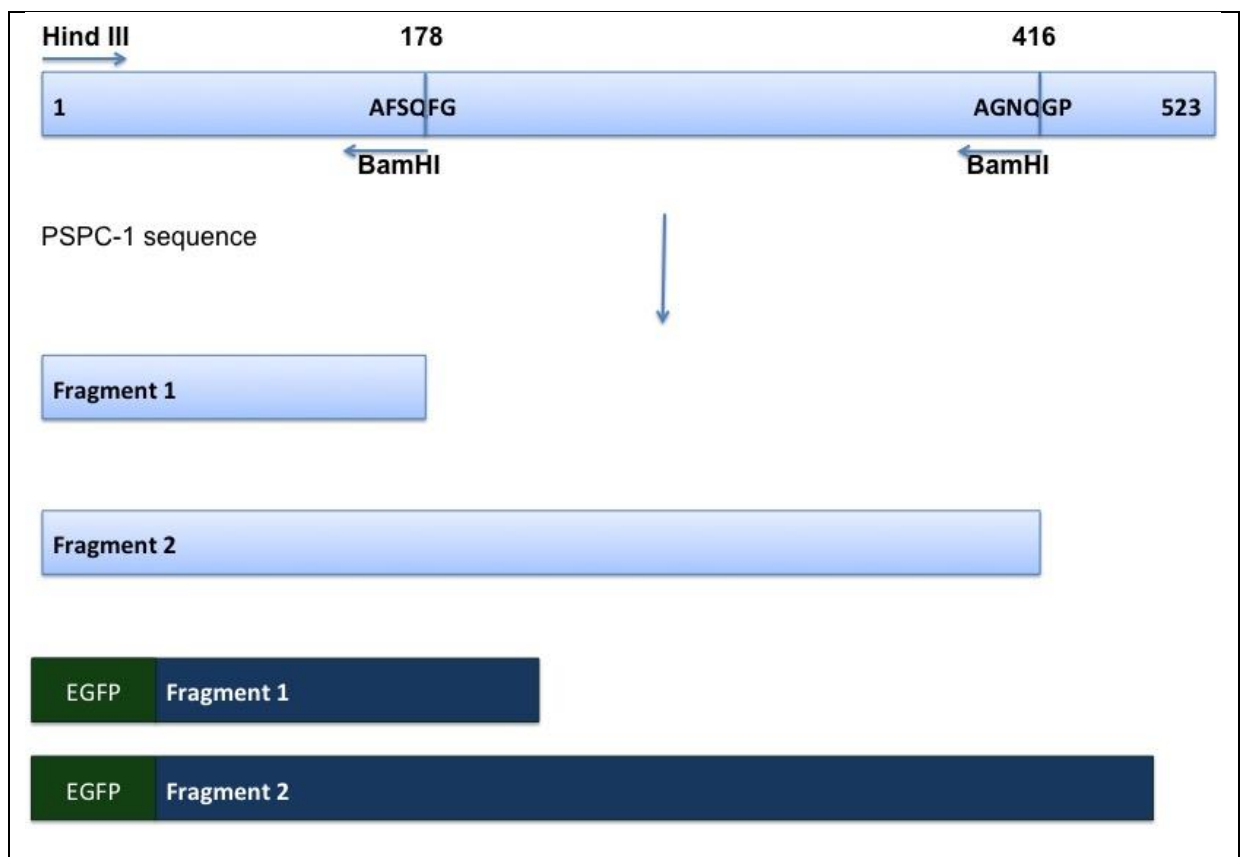 Hind III 178 416
1 AFSQFG AGNQGP 523
BamHI BamHI
PSPC-1 sequence
Fragment 1
Fragment 2
EGFP Fragment 1
EGFP Fragment 2